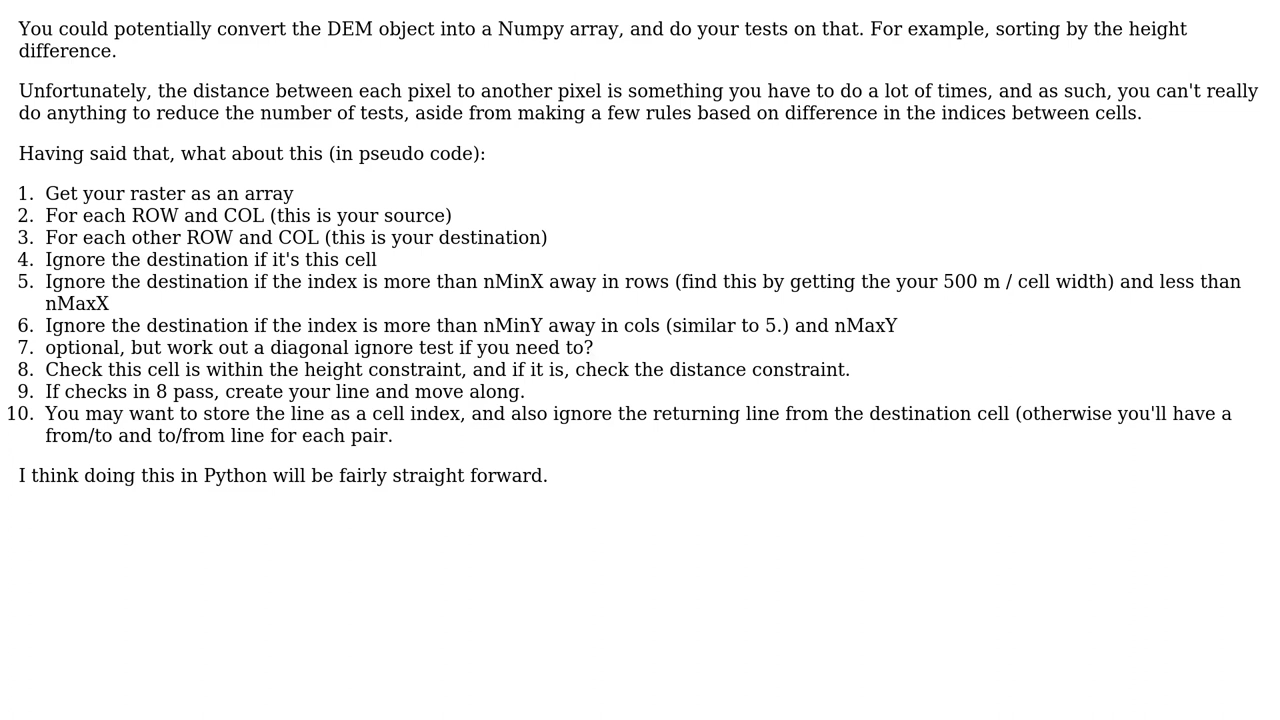 You could potentially convert the DEM object into a Numpy array, and do your tests on that. For example, sorting by the height
difference.
Unfortunately, the distance between each pixel to another pixel is something you have to do a lot of times, and as such, you can't really
do anything to reduce the number of tests, aside from making a few rules based on difference in the indices between cells.
Having said that, what about this (in pseudo code):
1. Get your raster as an array
2. For each ROW and COL (this is your source)
3. For each other ROW and COL (this is your destination)
4. Ignore the destination if it's this cell
5. Ignore the destination if the index is more than nMinX away in rows (find this by getting the your 500 m / cell width) and less than
nMaxX
6. Ignore the destination if the index is more than nMinY away in cols (similar to 5.) and nMaxY
7. optional, but work out a diagonal ignore test if you need to?
8. Check this cell is within the height constraint, and if it is, check the distance constraint.
9. If checks in 8 pass, create your line and move along.
10. You may want to store the line as a cell index, and also ignore the returning line from the destination cell (otherwise you'll have a
from/to and to/from line for each pair.
I think doing this in Python will be fairly straight forward.